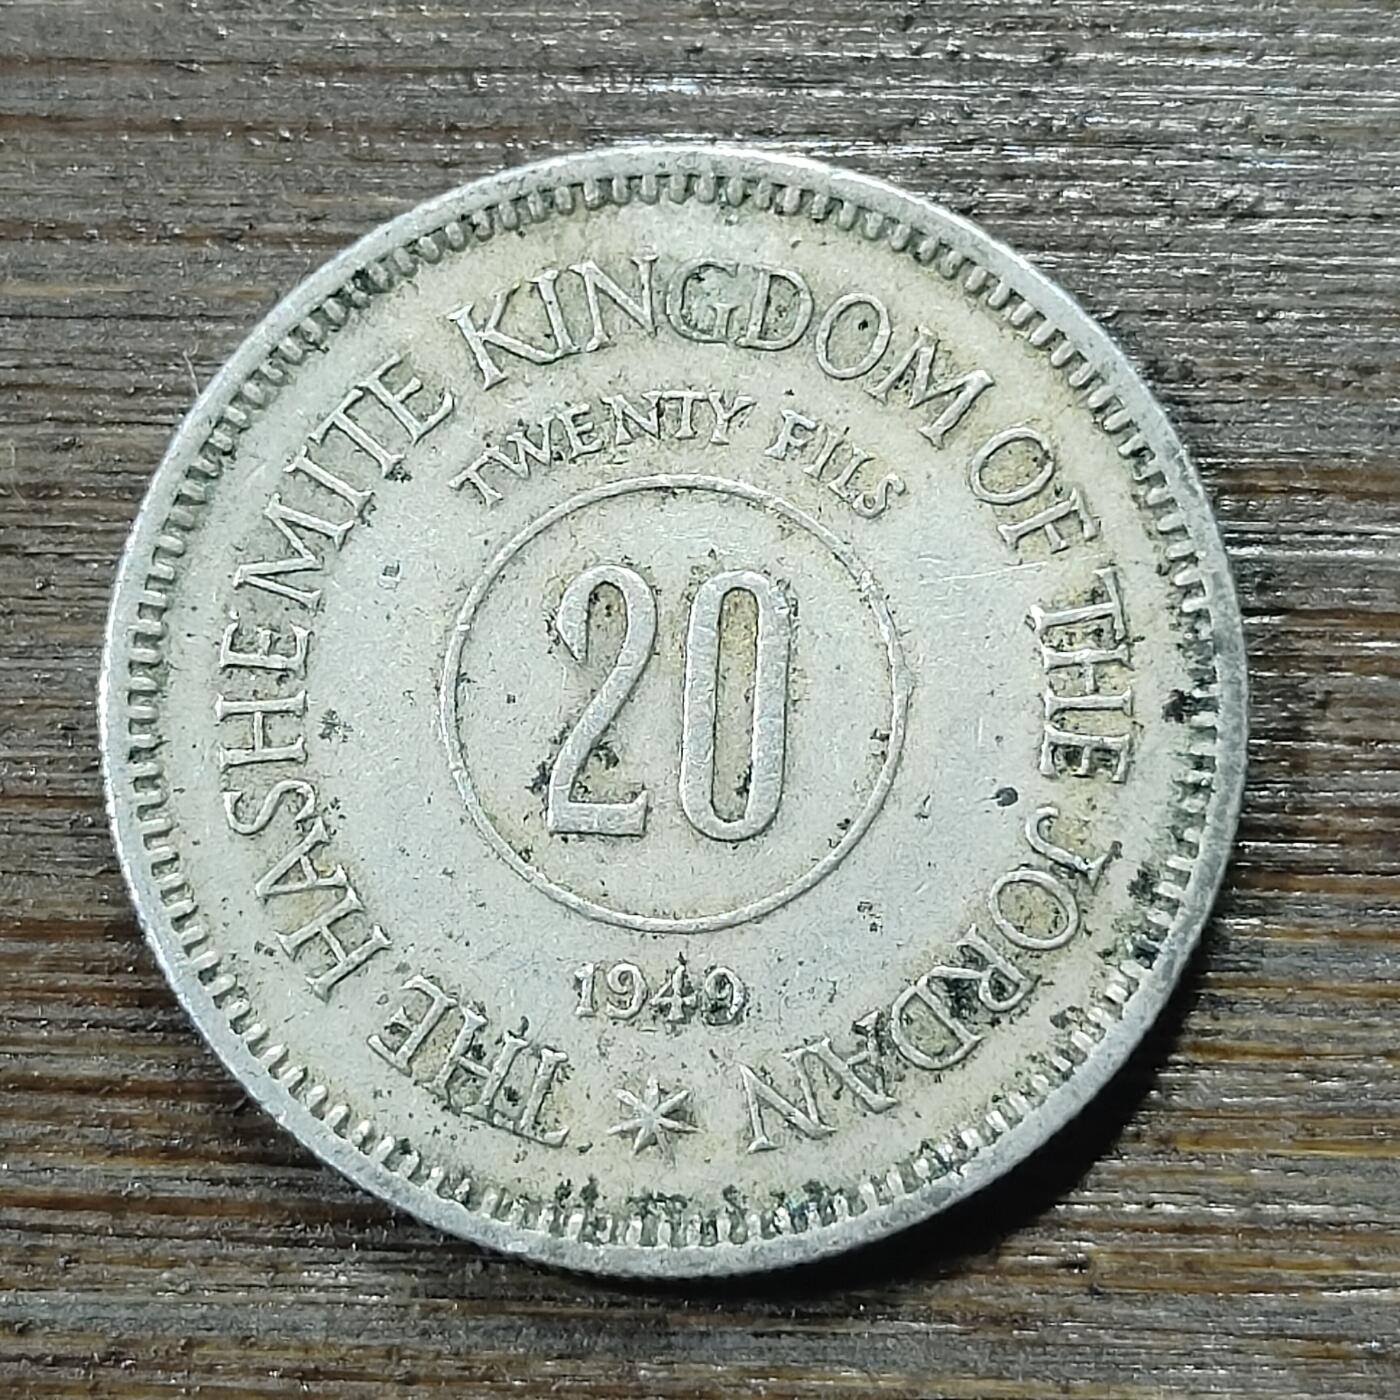 THE HASHEMITE KINGDOM OF THE JORDAN
TWENTY FILS
20
1949